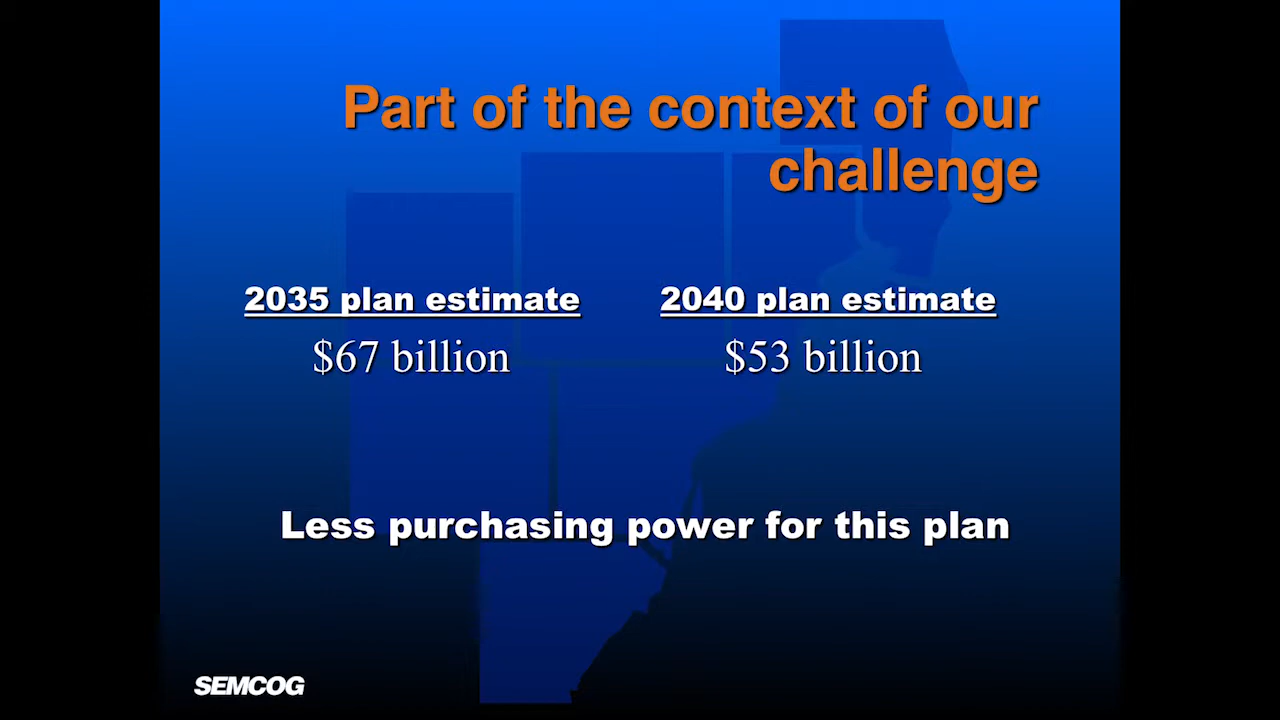 Part of the context of our
challenge
2035 plan estimate
2040 plan estimate
$67 billion
$53 billion
Less purchasing power for this plan
SEMCOG